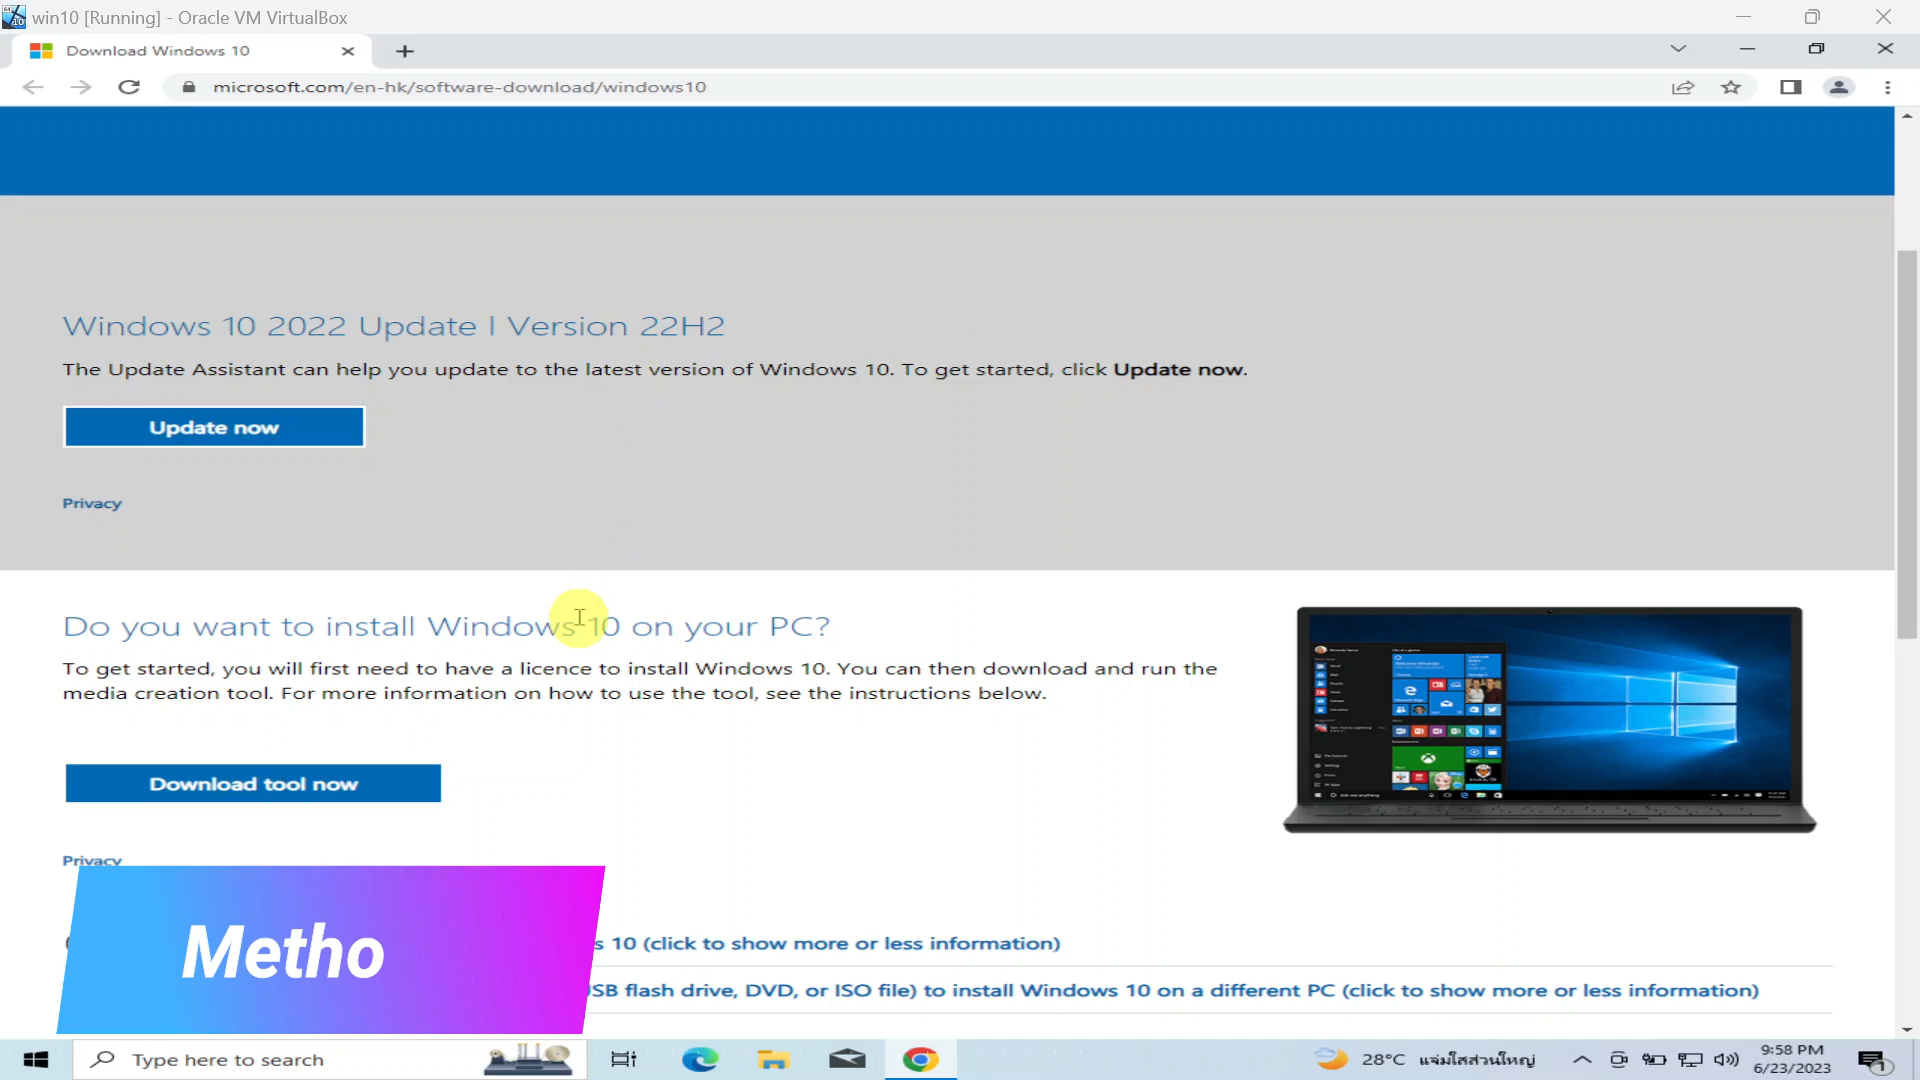 win10 [Running] - Oracle VM VirtualBox
Download Windows 10
microsoft.com/en-hk/software-download/windows10
Windows 10 2022 Update l Version 22H2
The Update Assistant can help you update to the latest version of Windows 10. To get started, click Update now.
Update now
Privacy
Do you want to install Windows 10 on your PC?
To get started, you will first need to have a licence to install Windows 10. You can then download and run the
media creation tool. For more information on how to use the tool, see the instructions below.
Download tool now
Privacy
s 10 (click to show more or less information)
SB flash drive, DVD, or ISO file) to install Windows 10 on a different PC (click to show more or less information)
Metho
Type here to search
28°C แจ่มใสส่วนใหญ่
9:58 PM
6/23/2023
1